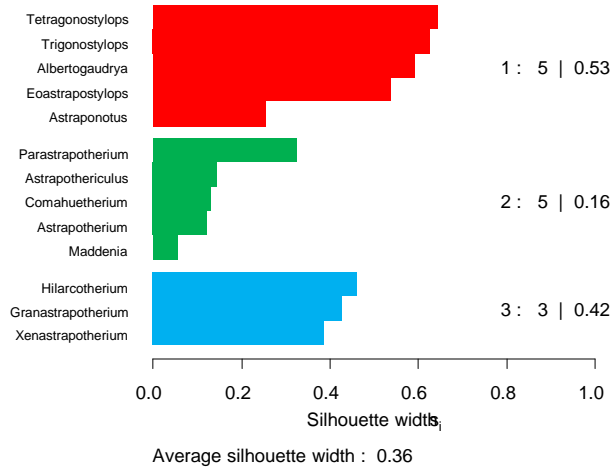 Tetragonostylops
Trigonostylops
Albertogaudrya
Eoastrapostylops
Astraponotus
1 : 5 | 0.53
Parastrapotherium
Astrapothericulus
Comahuetherium
Astrapotherium
Maddenia
2 : 5 | 0.16
Hilarcotherium
Granastrapotherium
Xenastrapotherium
3 : 3 | 0.42
0.0 0.2 0.4 0.6 0.8 1.0
Silhouette width si
Average silhouette width : 0.36